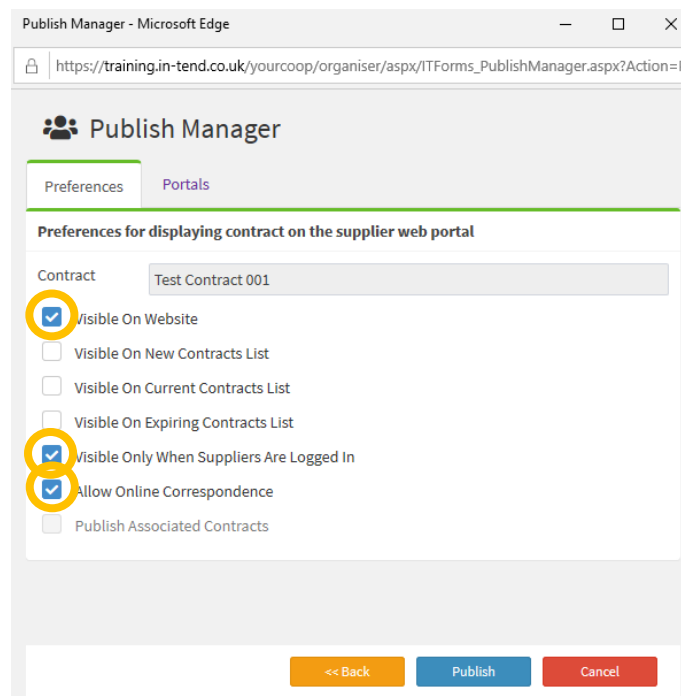 Publish Manager - Microsoft Edge
https://training.in-tend.co.uk/yourcoop/organiser/aspx/ITForms_PublishManager.aspx?Action=
Publish Manager
Preferences
Portals
Preferences for displaying contract on the supplier web portal
Contract
Test Contract 001
Visible On Website
Visible On New Contracts List
Visible On Current Contracts List
Visible On Expiring Contracts List
Visible Only When Suppliers Are Logged In
Allow Online Correspondence
Publish Associated Contracts
<< Back
Publish
Cancel